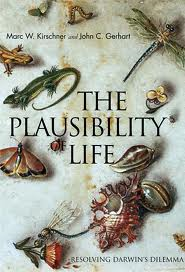 Marc W. Kirschner and John C. Gerhart
THE
PLAUSIBILITY
OF LIFE
RESOLVING DARWIN'S DILEMMA